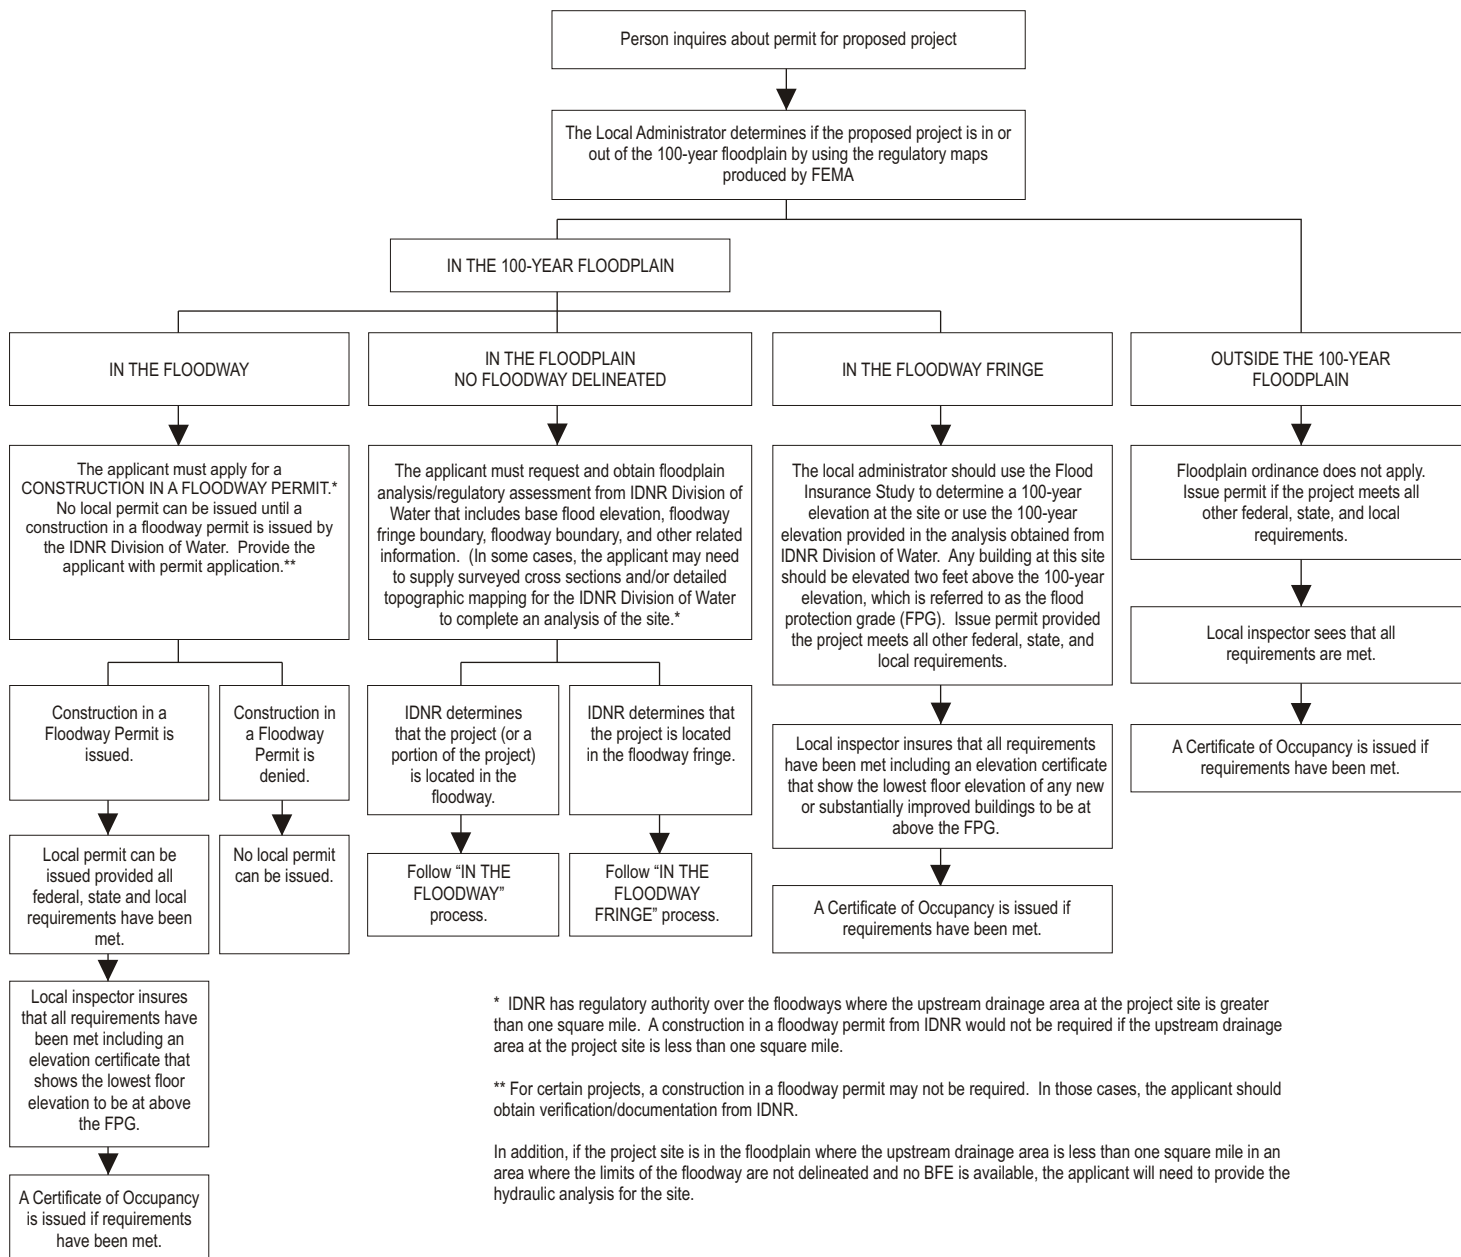 Person inquires about permit for proposed project
The Local Administrator determines if the proposed project is in or
out of the 100-year floodplain by using the regulatory maps
produced by FEMA
IN THE 100-YEAR FLOODPLAIN
IN THE FLOODWAY
IN THE FLOODPLAIN
NO FLOODWAY DELINEATED
IN THE FLOODWAY FRINGE
OUTSIDE THE 100-YEAR
FLOODPLAIN
The applicant must apply for a
CONSTRUCTION IN A FLOODWAY PERMIT.*
No local permit can be issued until a
construction in a floodway permit is issued by
the IDNR Division of Water. Provide the
applicant with permit application.**
The applicant must request and obtain floodplain
analysis/regulatory assessment from IDNR Division of
Water that includes base flood elevation, floodway
fringe boundary, floodway boundary, and other related
information. (In some cases, the applicant may need
to supply surveyed cross sections and/or detailed
topographic mapping for the IDNR Division of Water
to complete an analysis of the site.*
The local administrator should use the Flood
Insurance Study to determine a 100-year
elevation at the site or use the 100-year
elevation provided in the analysis obtained from
IDNR Division of Water. Any building at this site
should be elevated two feet above the 100-year
elevation, which is referred to as the flood
protection grade (FPG). Issue permit provided
the project meets all other federal, state, and
local requirements.
Floodplain ordinance does not apply.
Issue permit if the project meets all
other federal, state, and local
requirements.
Local inspector sees that all
requirements are met.
A Certificate of Occupancy is issued if
requirements have been met.
Construction in a
Floodway Permit is
issued.
Construction in
a Floodway
Permit is
denied.
IDNR determines
that the project (or a
portion of the project)
is located in the
floodway.
IDNR determines that
the project is located
in the floodway fringe.
Local inspector insures that all requirements
have been met including an elevation certificate
that show the lowest floor elevation of any new
or substantially improved buildings to be at
above the FPG.
Local permit can be
issued provided all
federal, state and local
requirements have been
met.
No local permit
can be issued.
Follow “IN THE
FLOODWAY”
process.
Follow “IN THE
FLOODWAY
FRINGE” process.
A Certificate of Occupancy is issued if
requirements have been met.
Local inspector insures
that all requirements have
been met including an
elevation certificate that
shows the lowest floor
elevation to be at above
the FPG.
A Certificate of Occupancy
is issued if requirements
have been met.
* IDNR has regulatory authority over the floodways where the upstream drainage area at the project site is greater
than one square mile. A construction in a floodway permit from IDNR would not be required if the upstream drainage
area at the project site is less than one square mile.
** For certain projects, a construction in a floodway permit may not be required. In those cases, the applicant should
obtain verification/documentation from IDNR.
In addition, if the project site is in the floodplain where the upstream drainage area is less than one square mile in an
area where the limits of the floodway are not delineated and no BFE is available, the applicant will need to provide the
hydraulic analysis for the site.